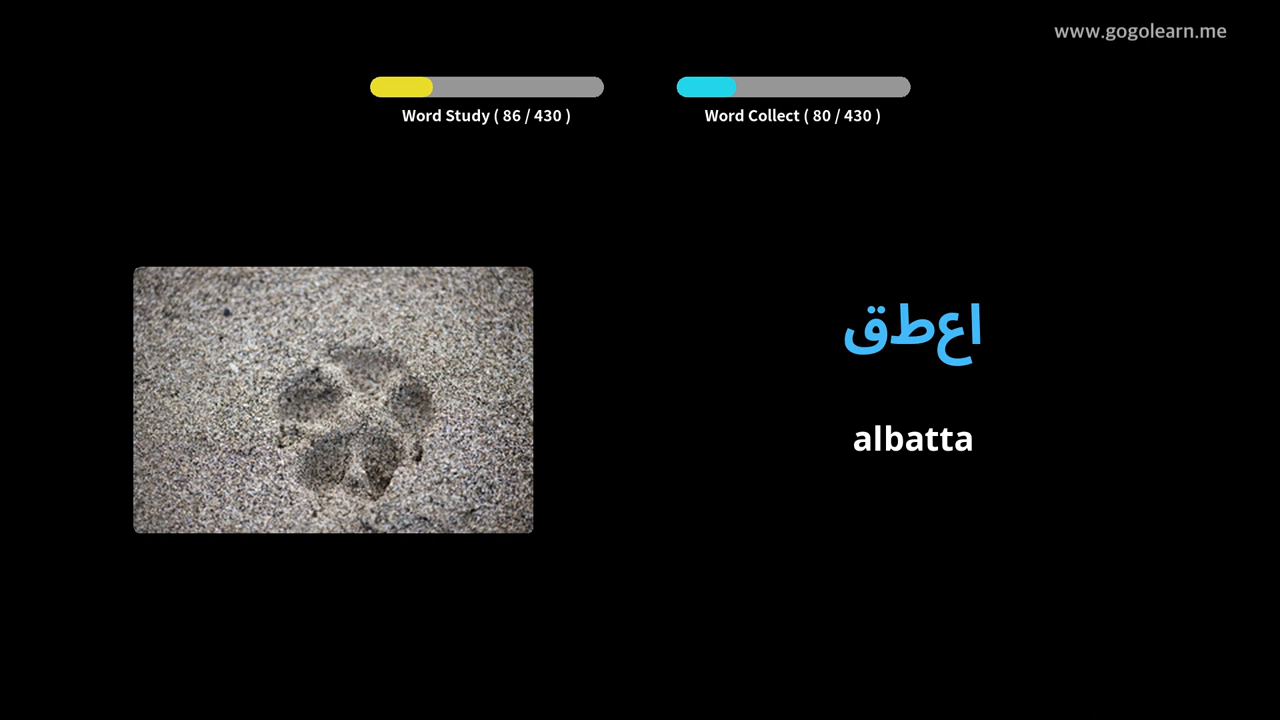 www.gogolearn.me
Word Study ( 86 / 430 )
Word Collect ( 80 / 430 )
اعطق
albatta